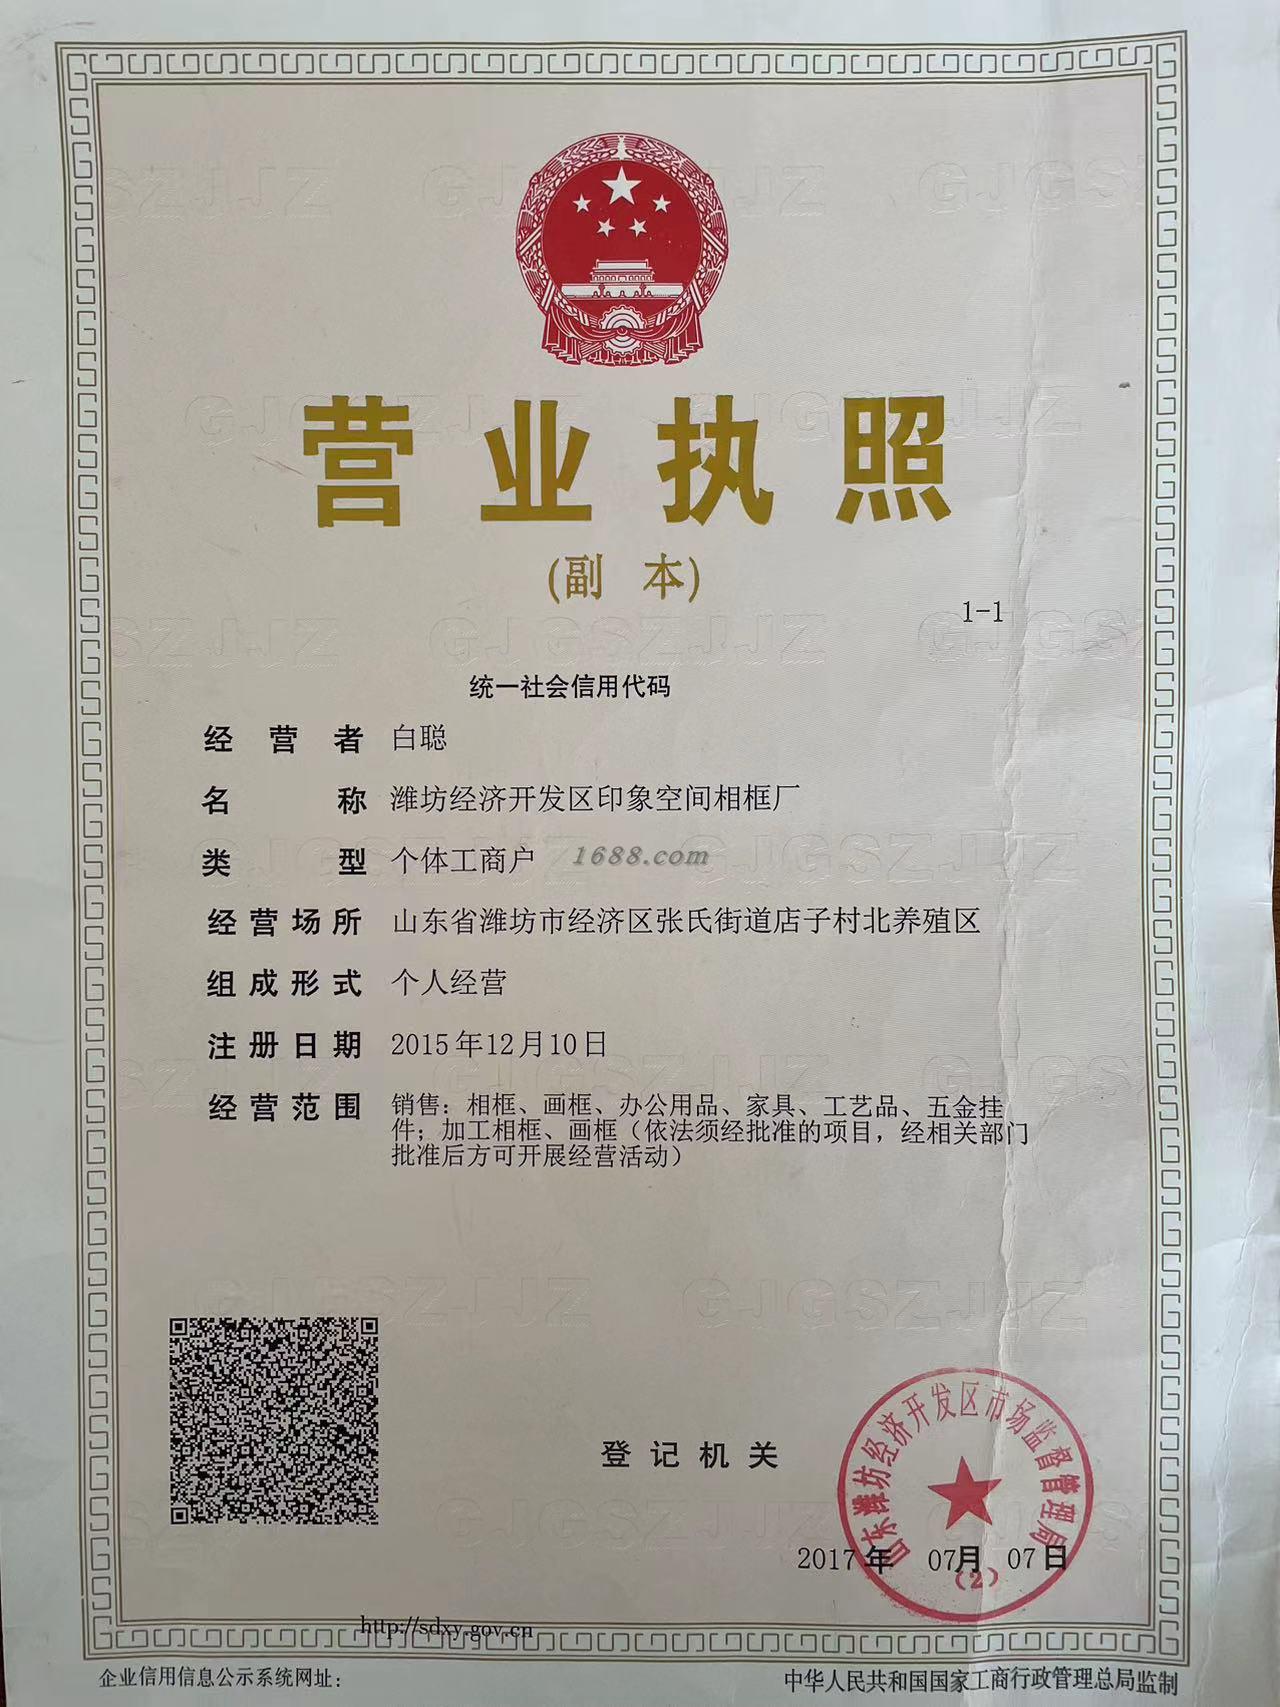 营业执照
(副 本)
1-1
统一社会信用代码
经营者 白聪
名称 潍坊经济开发区印象空间相框厂
类型 个体工商户
1688.com
经营场所 山东省潍坊市经济区张氏街道店子村北养殖区
组成形式 个人经营
注册日期 2015年12月10日
经营范围 销售：相框、画框、办公用品、家具、工艺品、五金挂
件；加工相框、画框（依法须经批准的项目，经相关部门
批准后方可开展经营活动）
登记机关
山东潍坊经济开发区市场监督管理局
(2)
2017年 07月 07日
http://sdxy.gov.cn
企业信用信息公示系统网址：
中华人民共和国国家工商行政管理总局监制